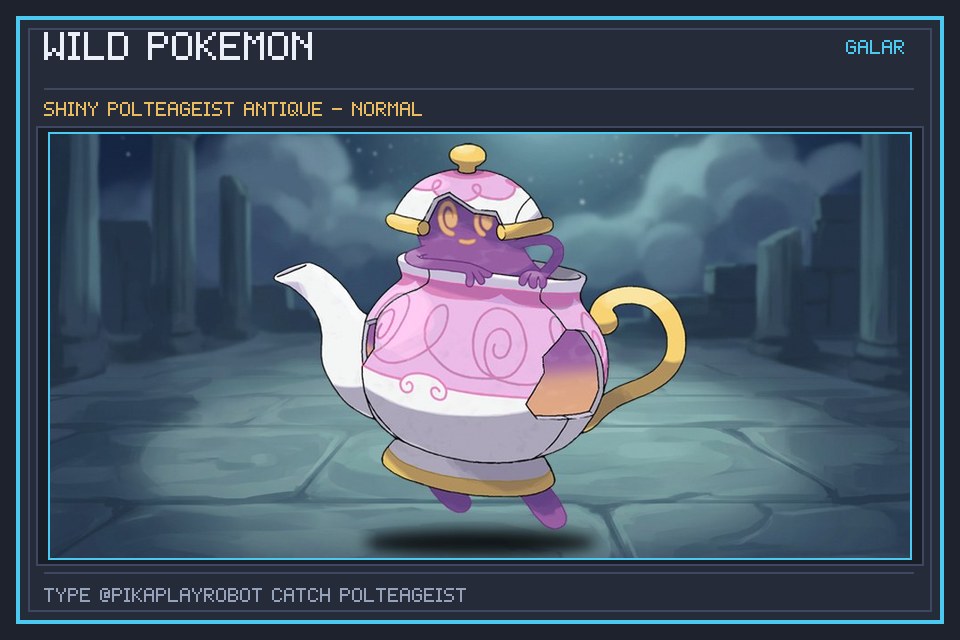 WILD POKEMON
GALAR
SHINY POLTEAGEIST ANTIQUE - NORMAL
TYPE @PIKAPLAYROBOT CATCH POLTEAGEIST